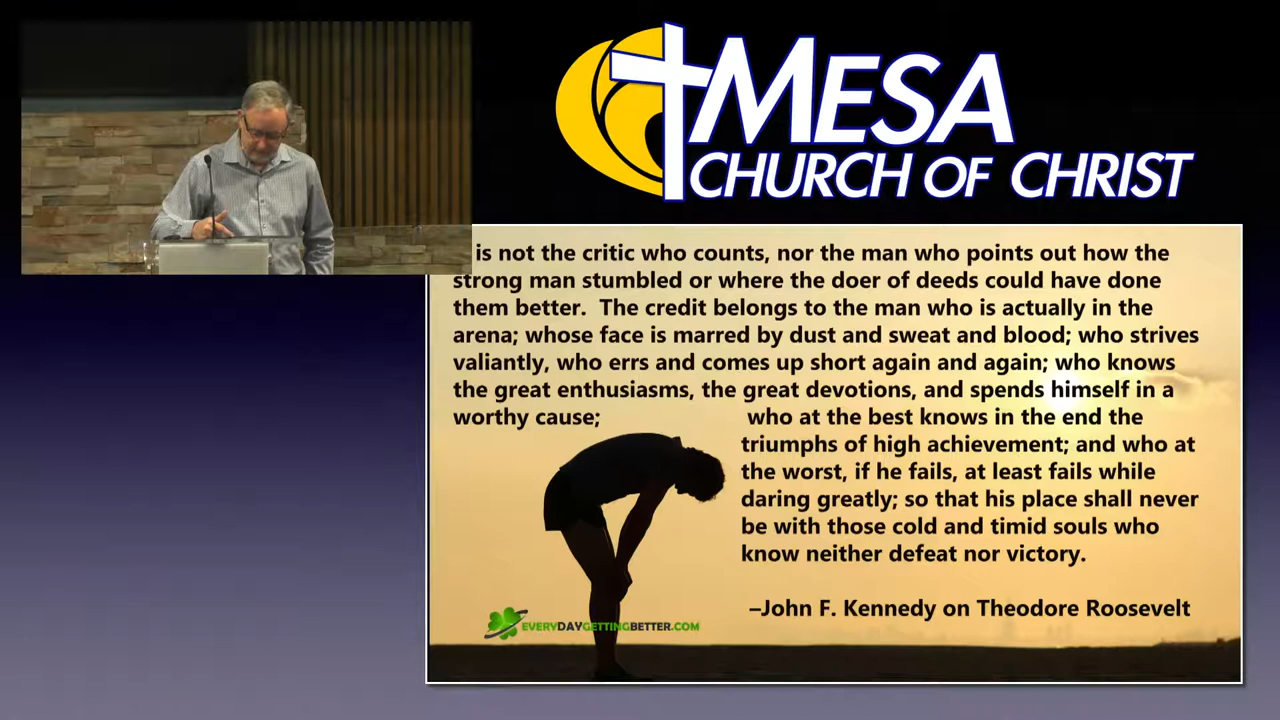 MESA
CHURCH OF CHRIST
is not the critic who counts, nor the man who points out how the
strong man stumbled or where the doer of deeds could have done
them better.  The credit belongs to the man who is actually in the
arena; whose face is marred by dust and sweat and blood; who strives
valiantly, who errs and comes up short again and again; who knows
the great enthusiasms, the great devotions, and spends himself in a
worthy cause; who at the best knows in the end the
triumphs of high achievement; and who at
the worst, if he fails, at least fails while
daring greatly; so that his place shall never
be with those cold and timid souls who
know neither defeat nor victory.
–John F. Kennedy on Theodore Roosevelt
EVERYDAYGETTINGBETTER.COM